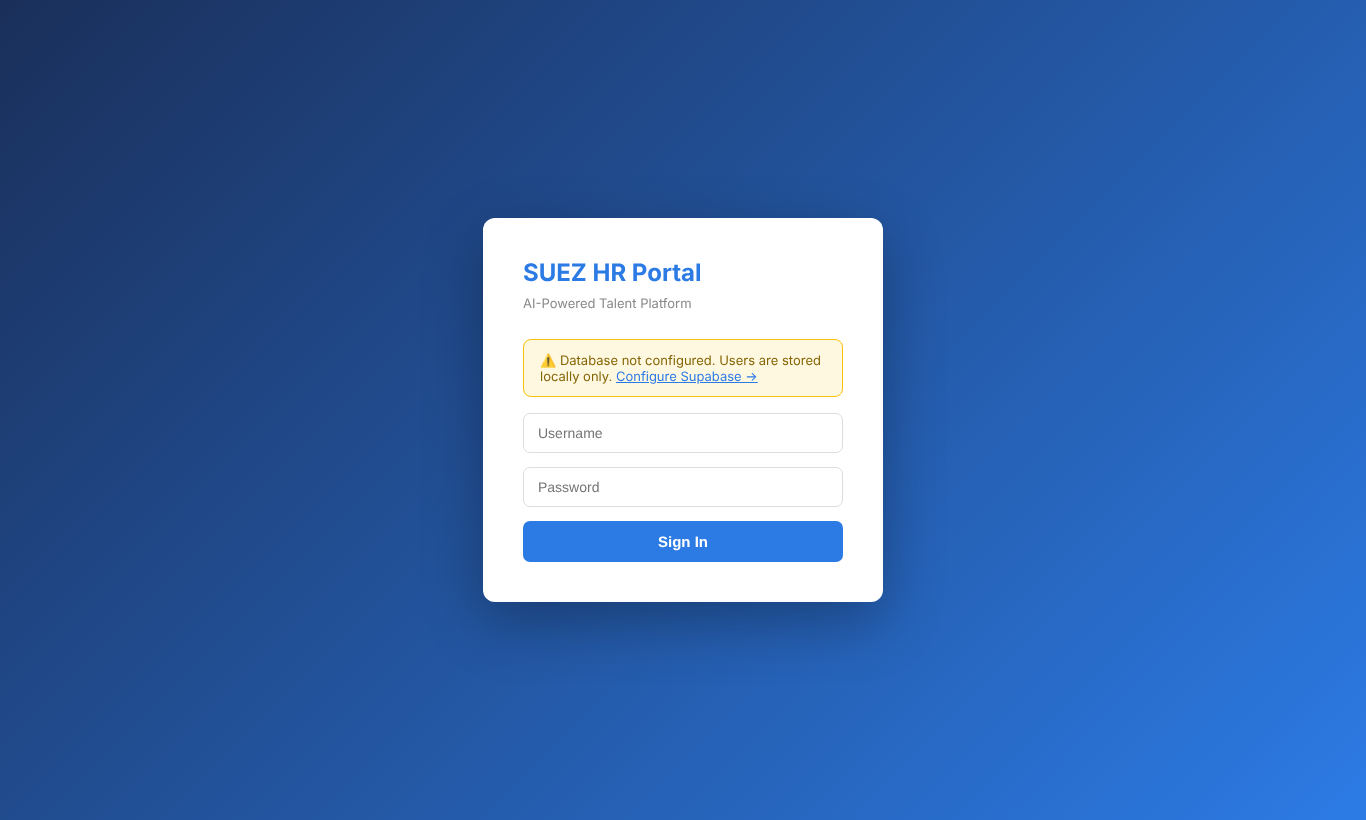 SUEZ HR Portal
AI-Powered Talent Platform
⚠️ Database not configured. Users are stored
locally only. Configure Supabase →
Username
Password
Sign In